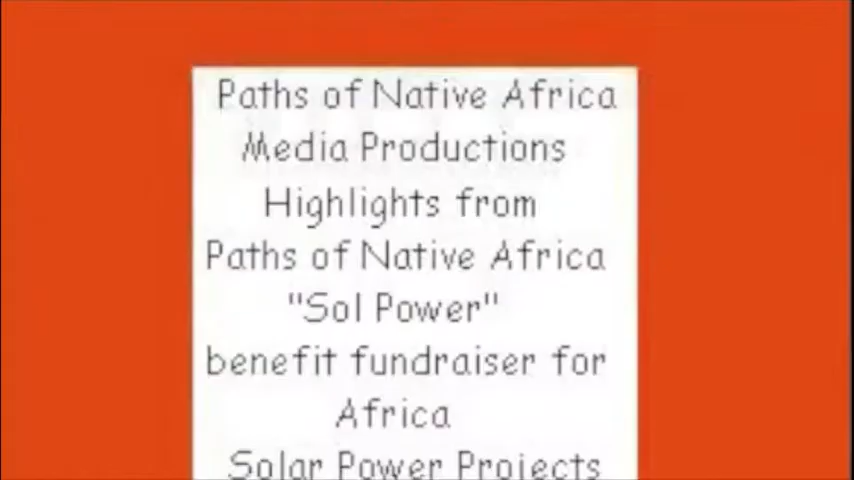 Paths of Native Africa
Media Productions
Highlights from
Paths of Native Africa
"Sol Power"
benefit fundraiser for
Africa
Solar Power Projects